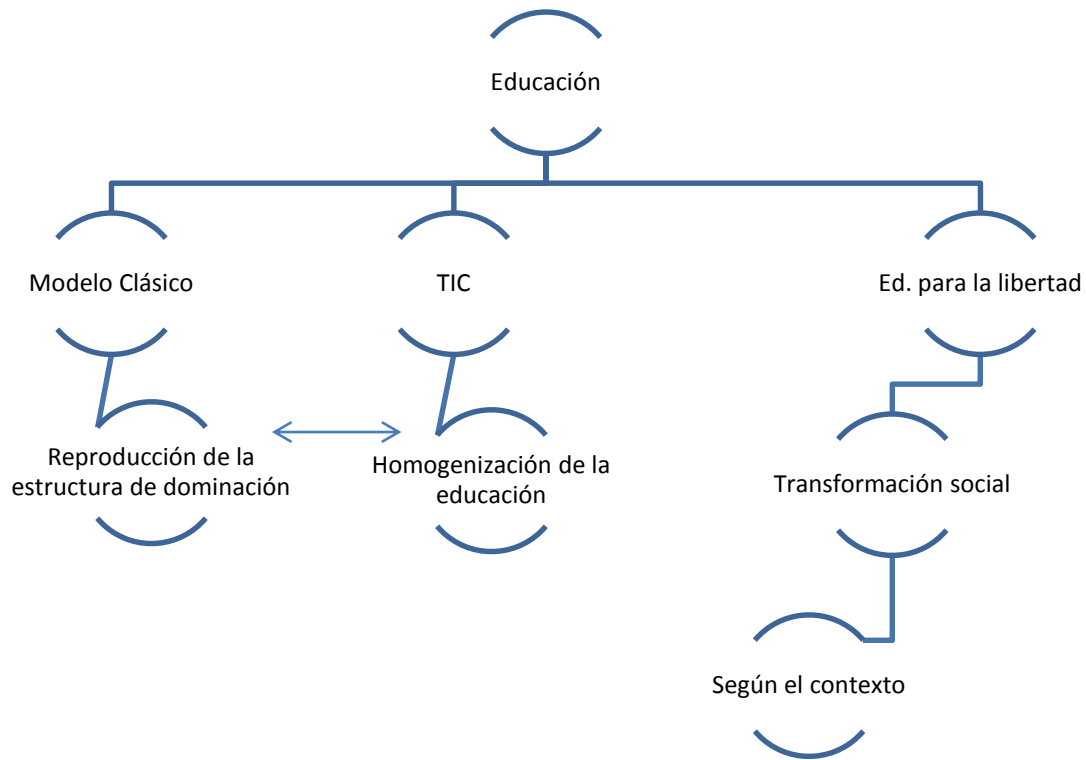 Educación
Modelo Clásico
TIC
Ed. para la libertad
Reproducción de la
estructura de dominación
Homogenización de la
educación
Transformación social
Según el contexto